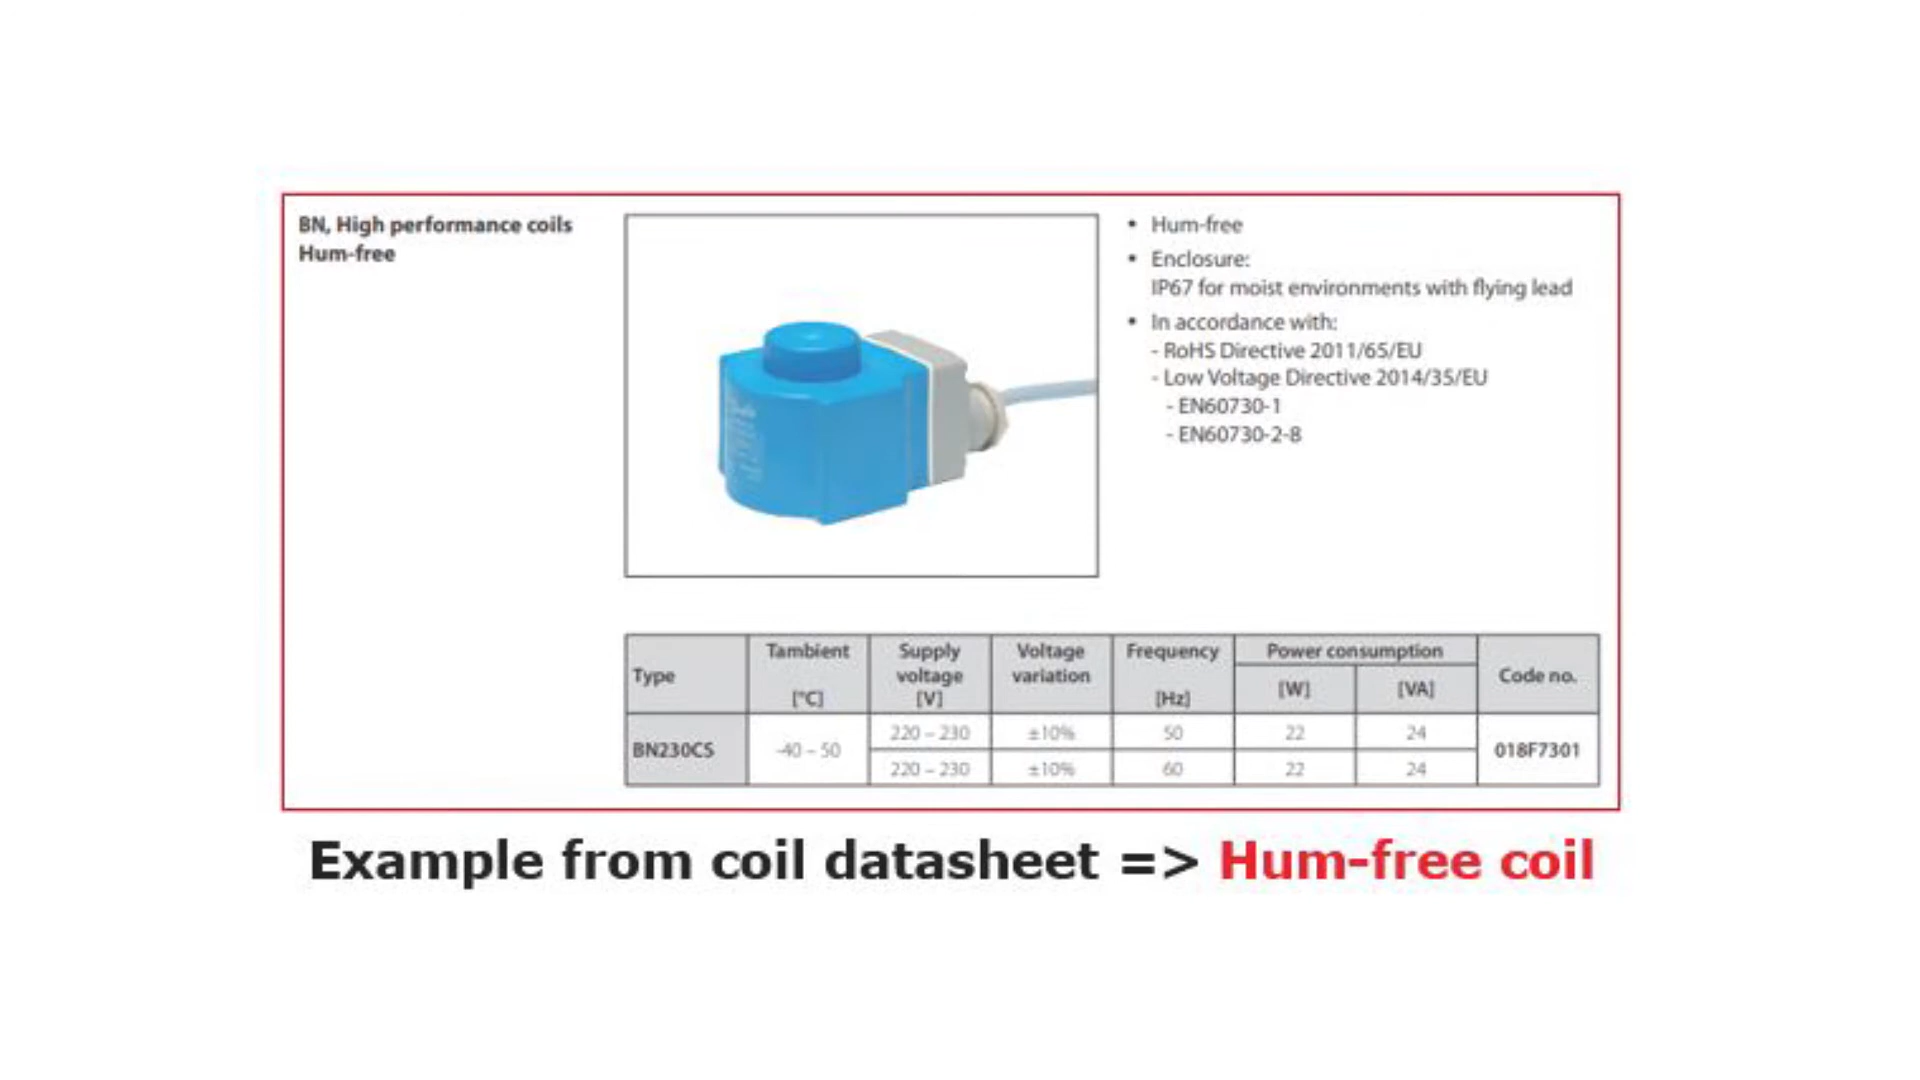 BN, High performance coils
Hum-free
• Hum-free
• Enclosure:
IP67 for moist environments with flying lead
• In accordance with:
- RoHS Directive 2011/65/EU
- Low Voltage Directive 2014/35/EU
- EN60730-1
- EN60730-2-8
Type Tambient [°C] Supply voltage [V] Voltage variation Frequency [Hz] Power consumption [W] [VA] Code no.
BN230CS -40 – 50 220 – 230 ±10% 50 22 24 018F7301
220 – 230 ±10% 60 22 24
Example from coil datasheet => Hum-free coil